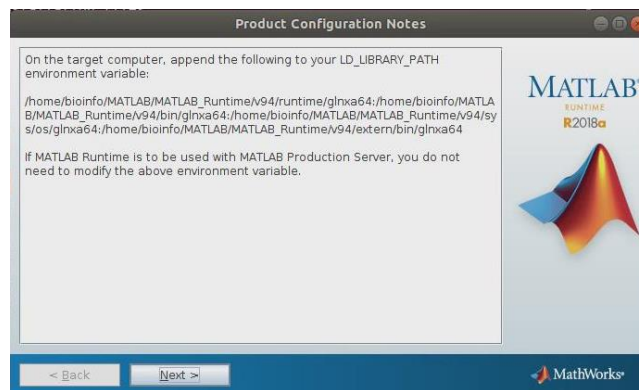 Product Configuration Notes
On the target computer, append the following to your LD_LIBRARY_PATH
environment variable:
/home/bioinfo/MATLAB/MATLAB_Runtime/v94/runtime/glnxa64:/home/bioinfo/MATLA
B/MATLAB_Runtime/v94/bin/glnxa64:/home/bioinfo/MATLAB/MATLAB_Runtime/v94/sy
s/os/glnxa64:/home/bioinfo/MATLAB/MATLAB_Runtime/v94/extern/bin/glnxa64
If MATLAB Runtime is to be used with MATLAB Production Server, you do not
need to modify the above environment variable.
MATLAB®
RUNTIME
R2018a
< Back
Next >
MathWorks®